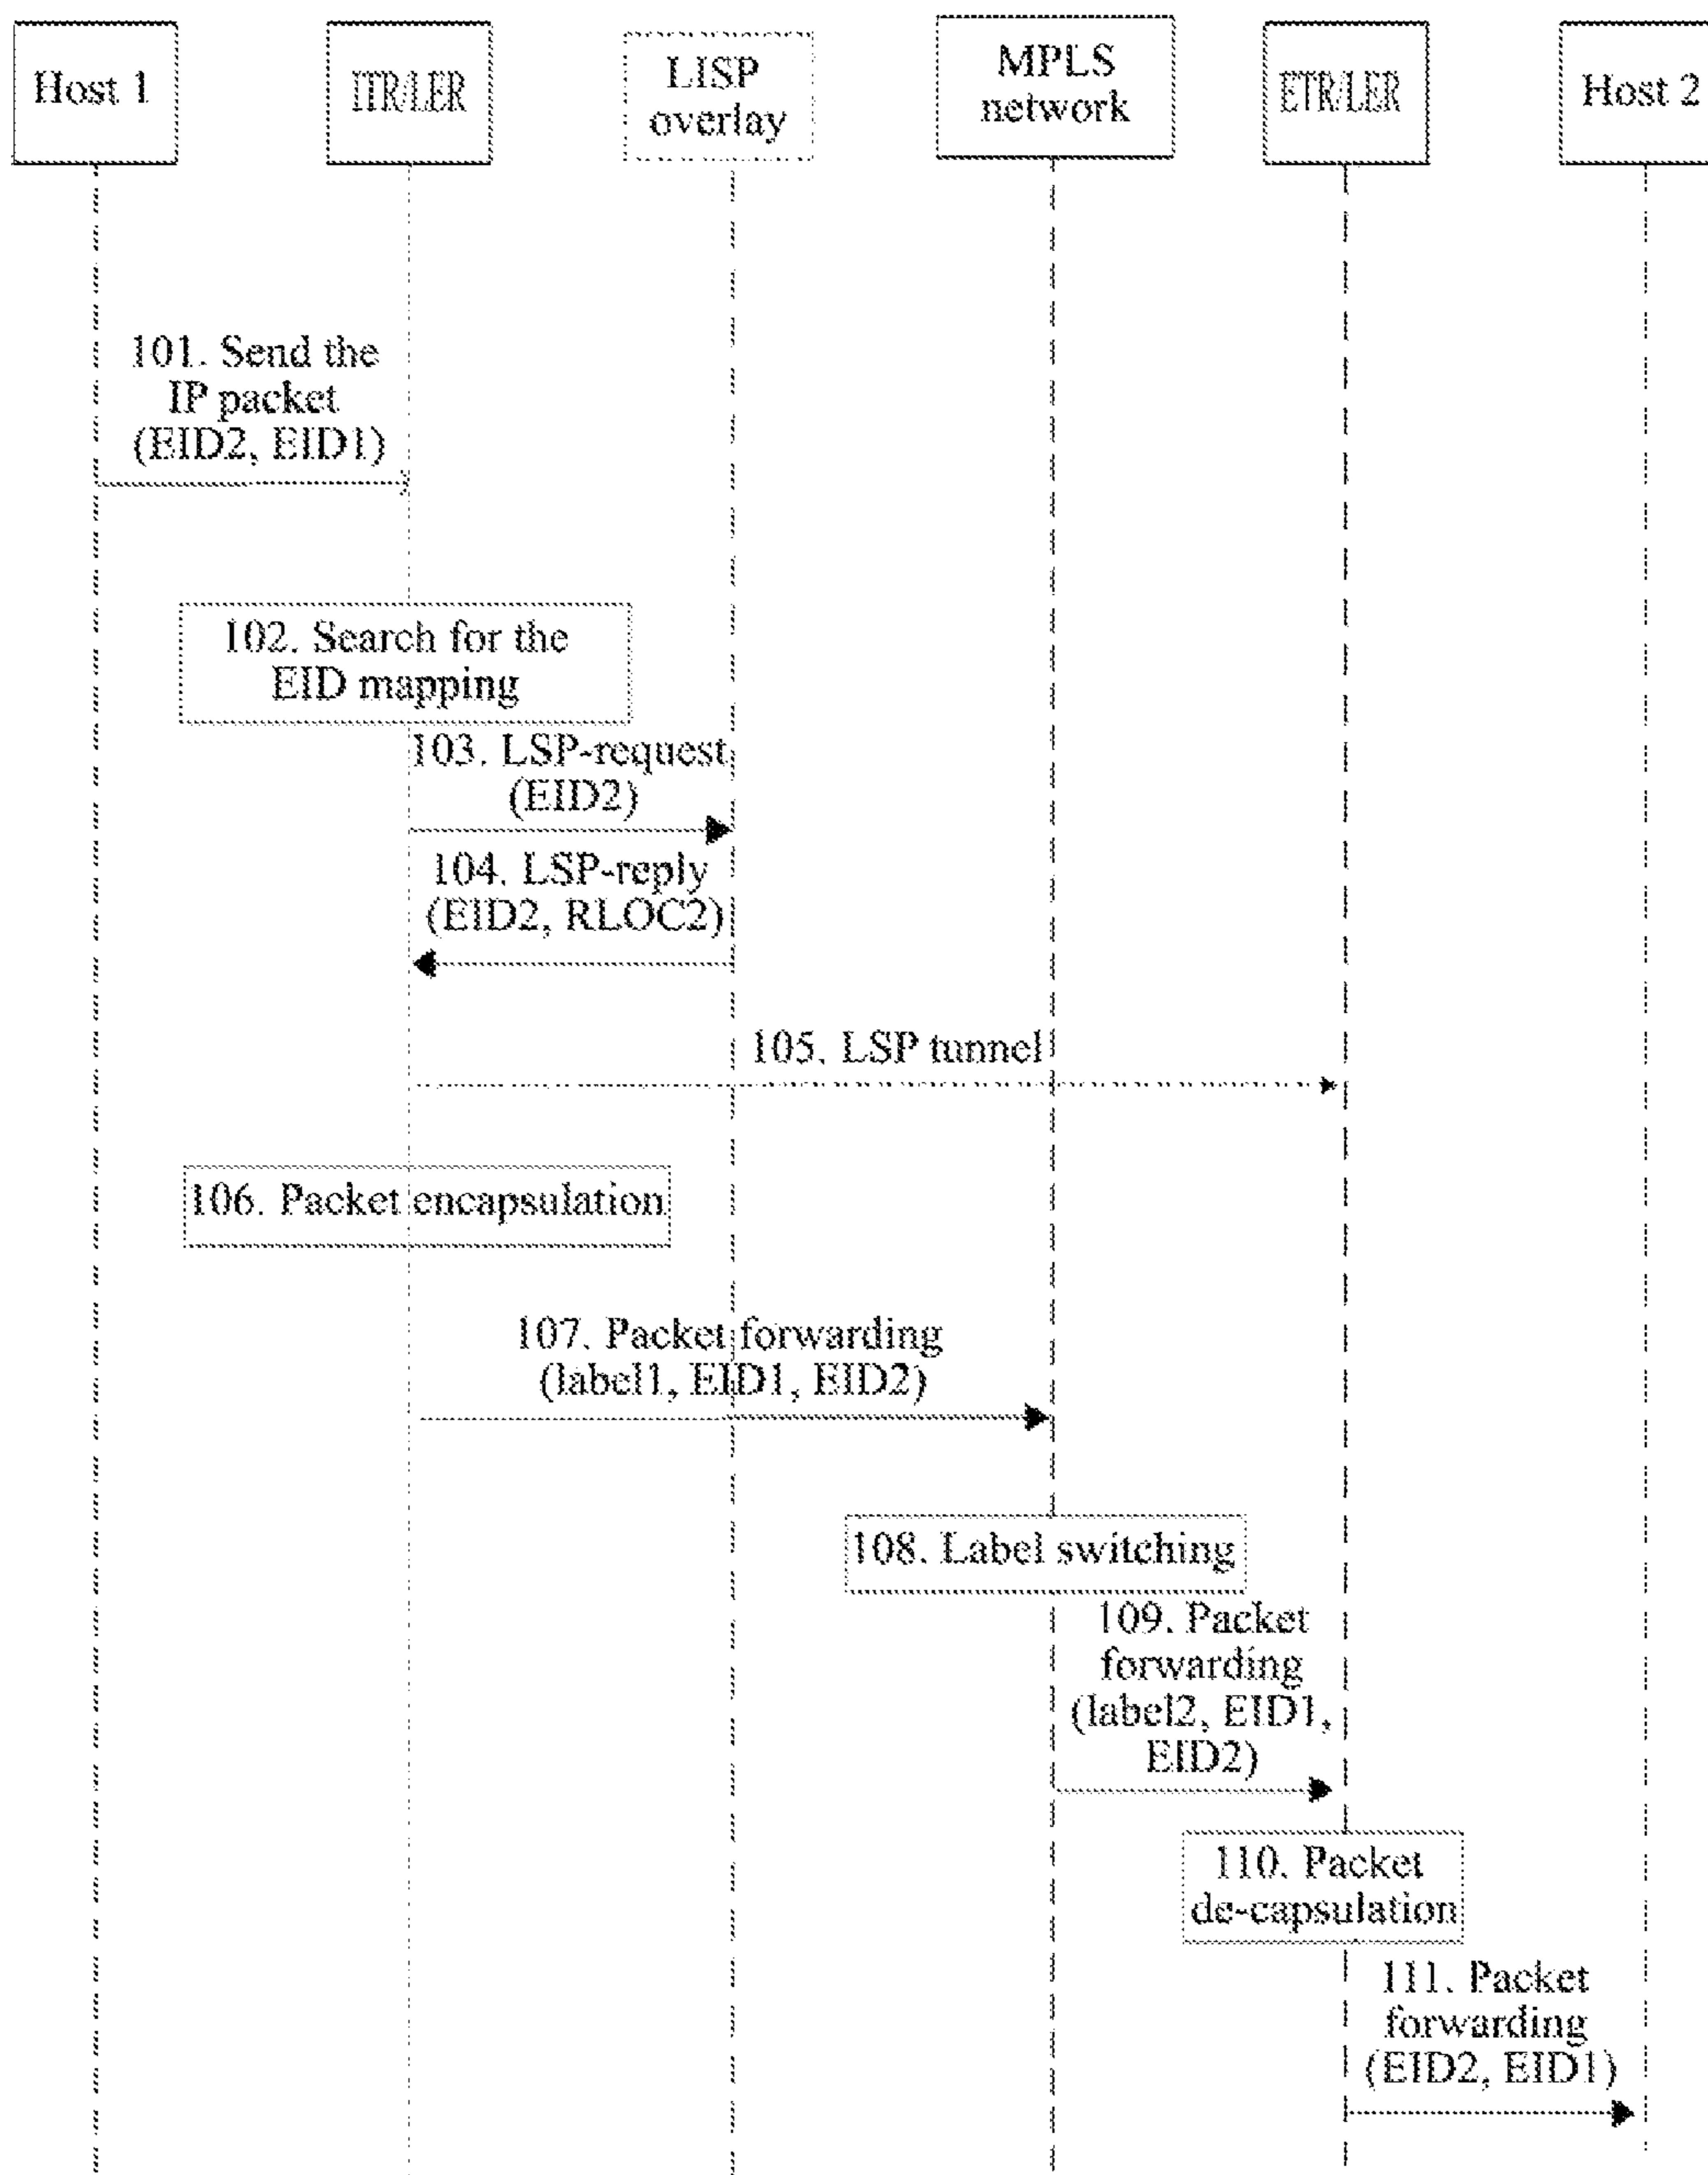 Host 1
ITR/LER
LISP
overlay
MPLS
network
ETR/LER
Host 2
101. Send the
IP packet
(EID2, EID1)
102. Search for the
EID mapping
103. LSP-request
(EID2)
104. LSP-reply
(EID2, RLOC2)
105. LSP tunnel
106. Packet encapsulation
107. Packet forwarding
(label1, EID1, EID2)
108. Label switching
109. Packet
forwarding
(label2, EID1,
EID2)
110. Packet
de-capsulation
111. Packet
forwarding
(EID2, EID1)